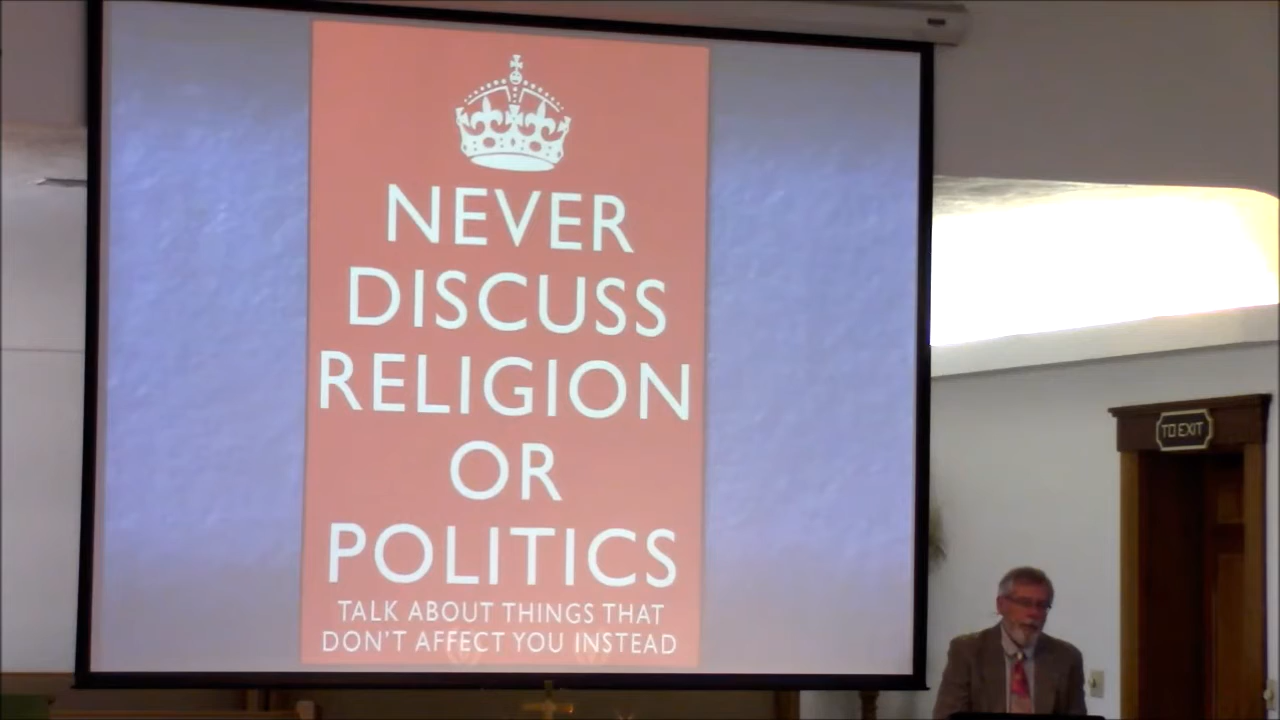 NEVER
DISCUSS
RELIGION
OR
POLITICS
TALK ABOUT THINGS THAT
DON'T AFFECT YOU INSTEAD
TO EXIT